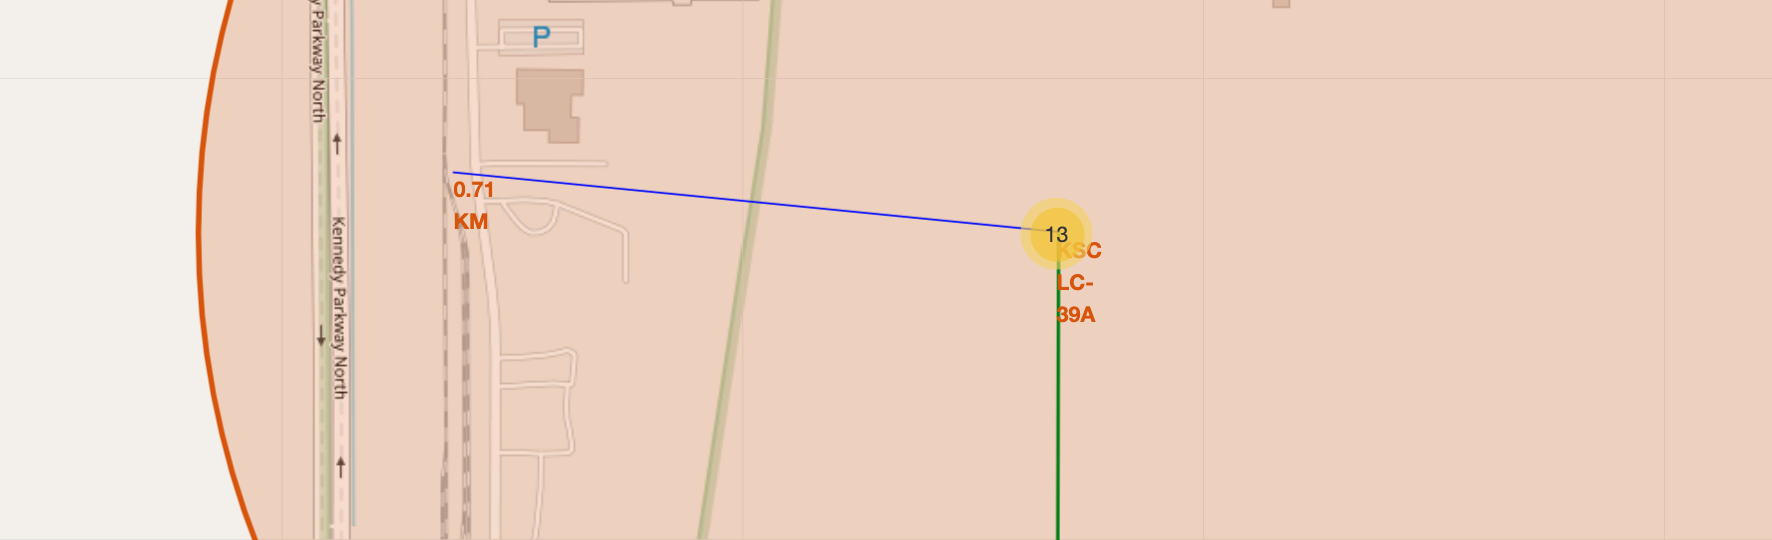 y Parkway North
P
0.71
KM
Kennedy Parkway North
13
KSC
LC-
39A